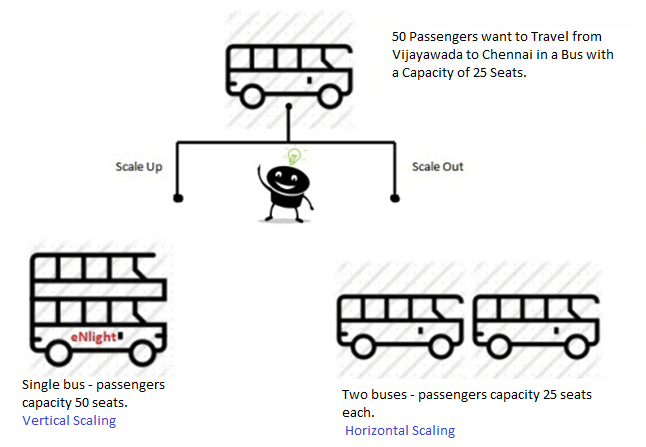 50 Passengers want to Travel from
Vijayawada to Chennai in a Bus with
a Capacity of 25 Seats.
Scale Up
Scale Out
eNlight
Single bus - passengers
capacity 50 seats.
Vertical Scaling
Two buses - passengers capacity 25 seats
each.
Horizontal Scaling